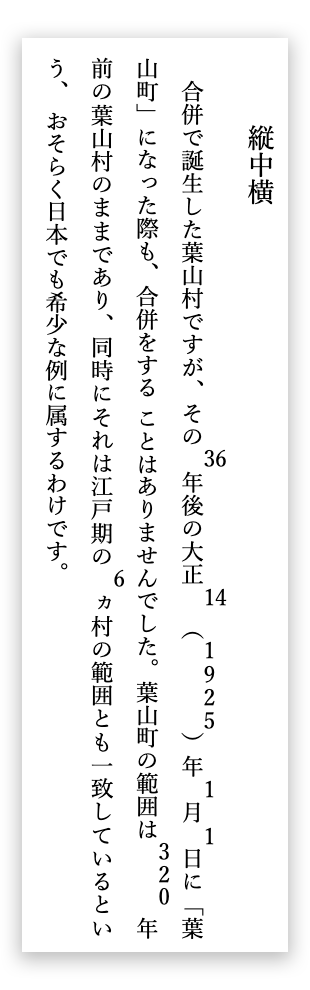 縦中横
合併で誕生した葉山村ですが、その36年後の大正14（1925）年1月1日に「葉
山町」になった際も、合併をすることはありませんでした。葉山町の範囲は320年
前の葉山村のままであり、同時にそれは江戸期の6ヵ村の範囲とも一致しているとい
う、おそらく日本でも希少な例に属するわけです。